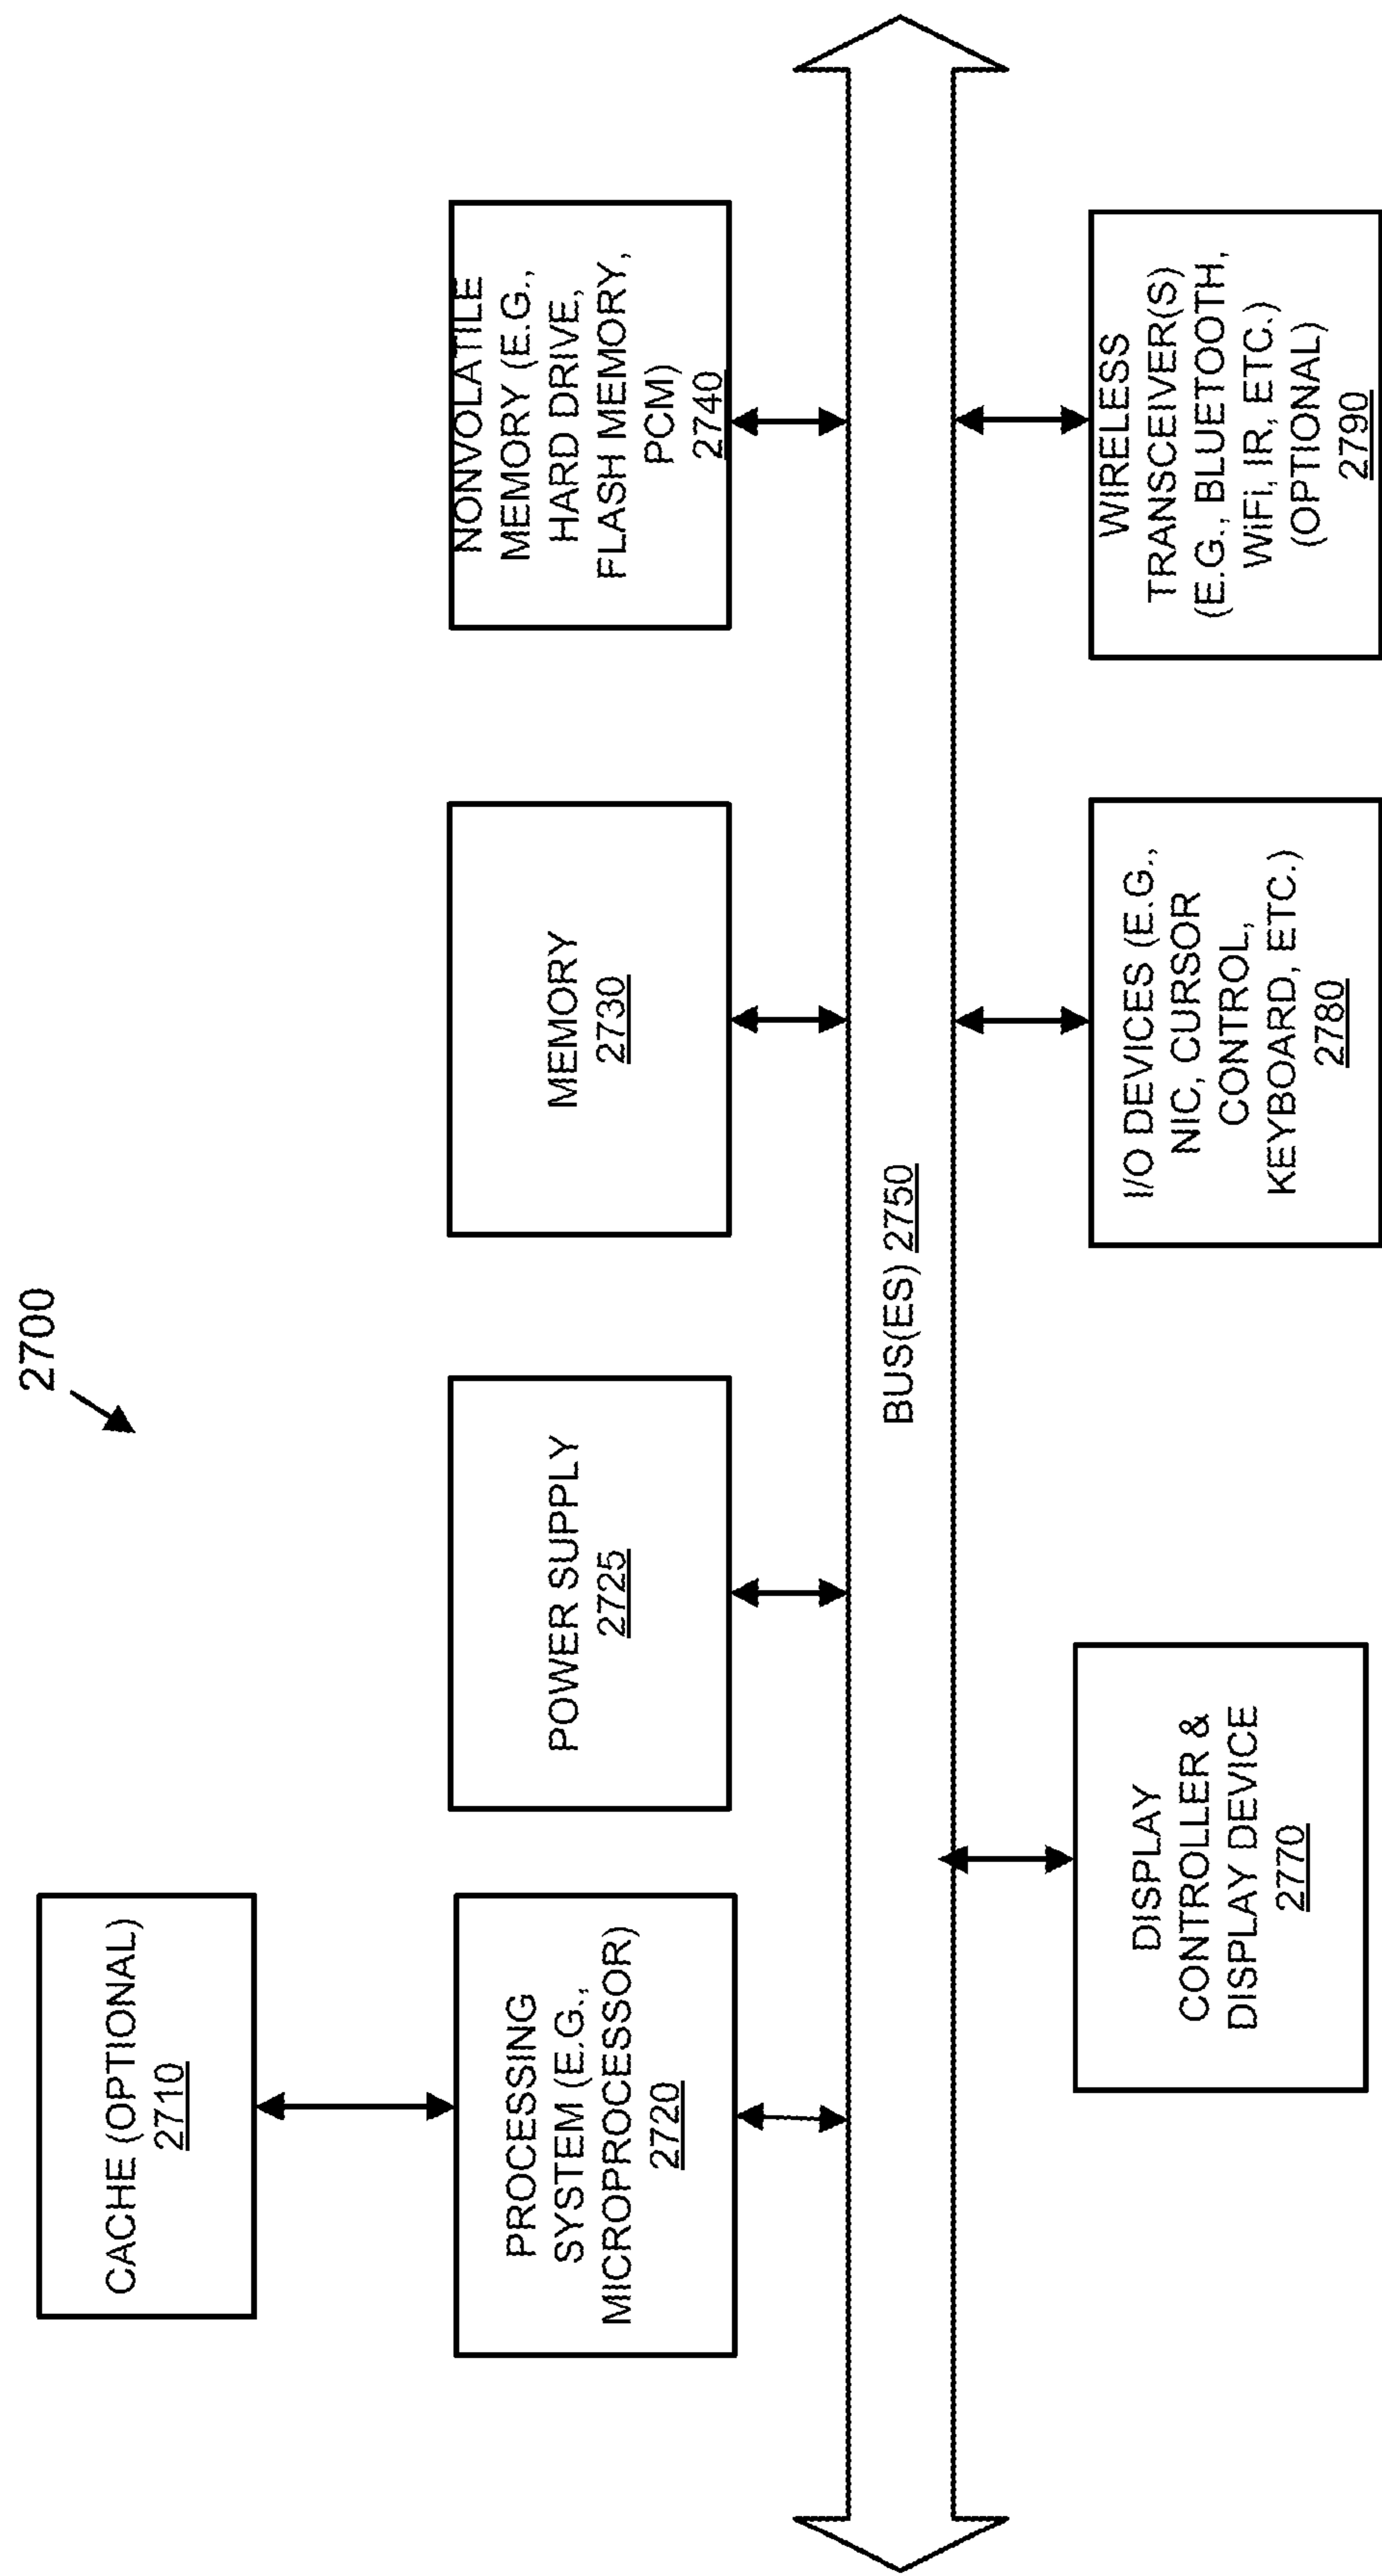 2700
CACHE (OPTIONAL)
2710
PROCESSING
SYSTEM (E.G.,
MICROPROCESSOR)
2720
POWER SUPPLY
2725
MEMORY
2730
NONVOLATILE
MEMORY (E.G.,
HARD DRIVE,
FLASH MEMORY,
PCM)
2740
BUS(ES) 2750
DISPLAY
CONTROLLER &
DISPLAY DEVICE
2770
I/O DEVICES (E.G.,
NIC, CURSOR
CONTROL,
KEYBOARD, ETC.)
2780
WIRELESS
TRANSCEIVER(S)
(E.G., BLUETOOTH,
WiFi, IR, ETC.)
(OPTIONAL)
2790